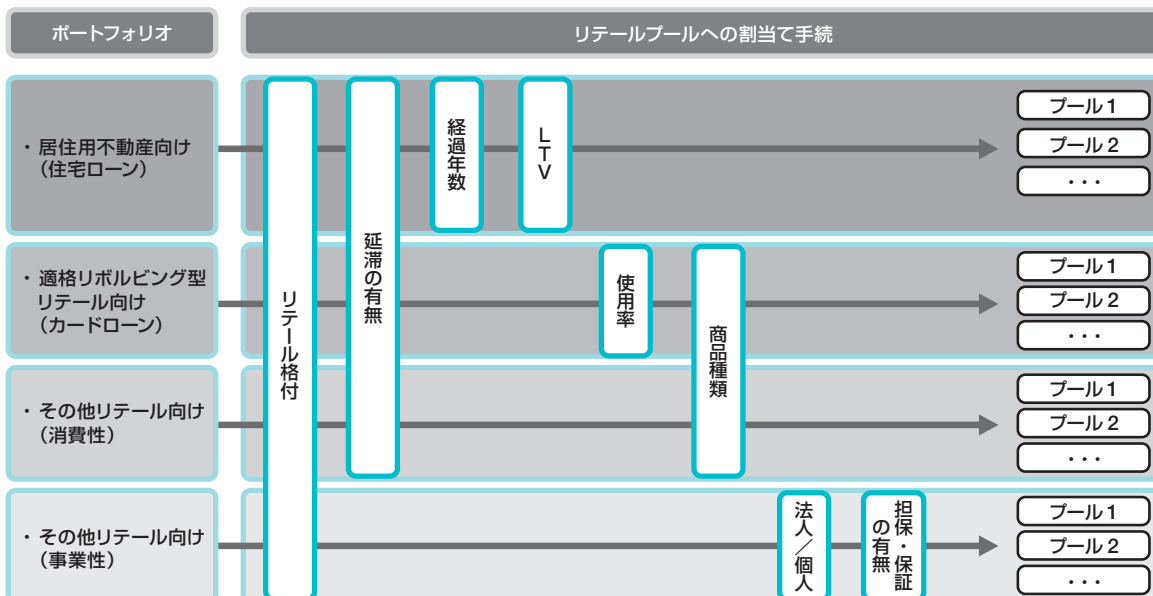 ポートフォリオ
リテールプールへの割当て手続
・居住用不動産向け
（住宅ローン）
・適格リボルビング型
リテール向け
（カードローン）
・その他リテール向け
（消費性）
・その他リテール向け
（事業性）
リテール格付
延滞の有無
経過年数
LTV
使用率
商品種類
法人／個人
担保・保証
の有無
プール1
プール2
・・・
プール1
プール2
・・・
プール1
プール2
・・・
プール1
プール2
・・・